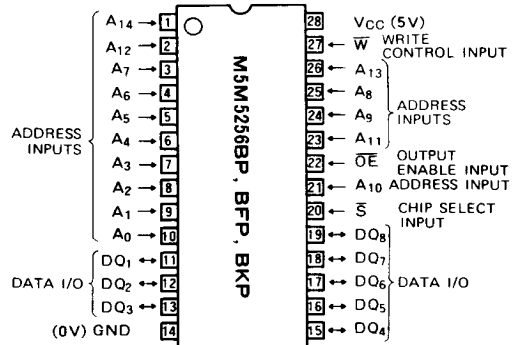 A14 → 1
A12 → 2
A7 → 3
A6 → 4
A5 → 5
A4 → 6
A3 → 7
A2 → 8
A1 → 9
A0 → 10
ADDRESS
INPUTS
DQ1 ↔ 11
DQ2 ↔ 12
DQ3 ↔ 13
DATA I/O
(0V) GND 14
M5M5256BP, BFP, BKP
28 VCC (5V)
27 ← W̅ WRITE
CONTROL INPUT
26 ← A13
25 ← A8
24 ← A9
23 ← A11
ADDRESS
INPUTS
22 ← O̅E̅ OUTPUT
ENABLE INPUT
21 ← A10 ADDRESS INPUT
20 ← S̅ CHIP SELECT
INPUT
19 ↔ DQ8
18 ↔ DQ7
17 ↔ DQ6
16 ↔ DQ5
15 ↔ DQ4
DATA I/O